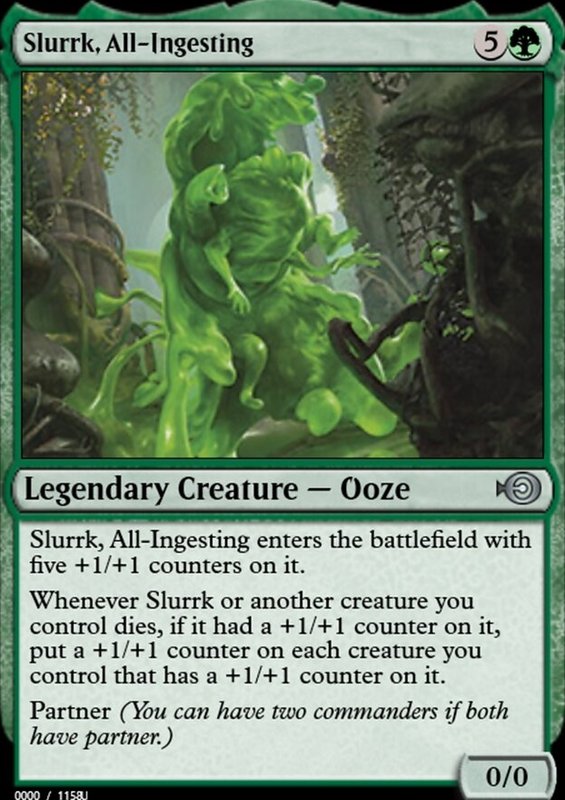 Slurrk, All-Ingesting
5
Legendary Creature — Ooze
Slurrk, All-Ingesting enters the battlefield with
five +1/+1 counters on it.
Whenever Slurrk or another creature you
control dies, if it had a +1/+1 counter on it,
put a +1/+1 counter on each creature you
control that has a +1/+1 counter on it.
Partner (You can have two commanders if both
have partner.)
0/0
0000 / 1158U